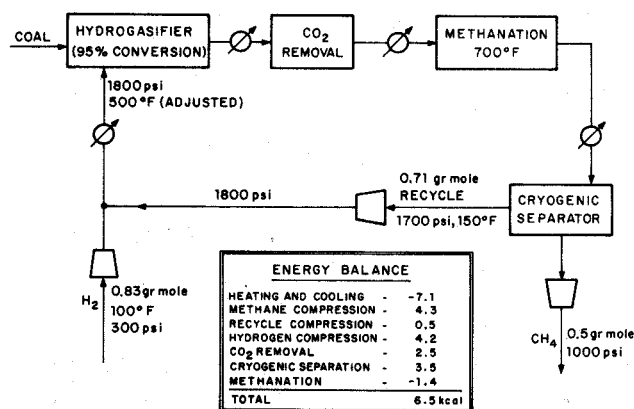 COAL
HYDROGASIFIER
(95% CONVERSION)
CO2
REMOVAL
METHANATION
700°F
1800 psi
500°F (ADJUSTED)
0.71 gr mole
RECYCLE
1800 psi
1700 psi, 150°F
CRYOGENIC
SEPARATOR
H2
0.83 gr mole
100°F
300 psi
ENERGY BALANCE
HEATING AND COOLING - -7.1
METHANE COMPRESSION - 4.3
RECYCLE COMPRESSION - 0.5
HYDROGEN COMPRESSION - 4.2
CO2 REMOVAL - 2.5
CRYOGENIC SEPARATION - 3.5
METHANATION - -1.4
TOTAL 6.5 kcal
CH4
0.5 gr mole
1000 psi